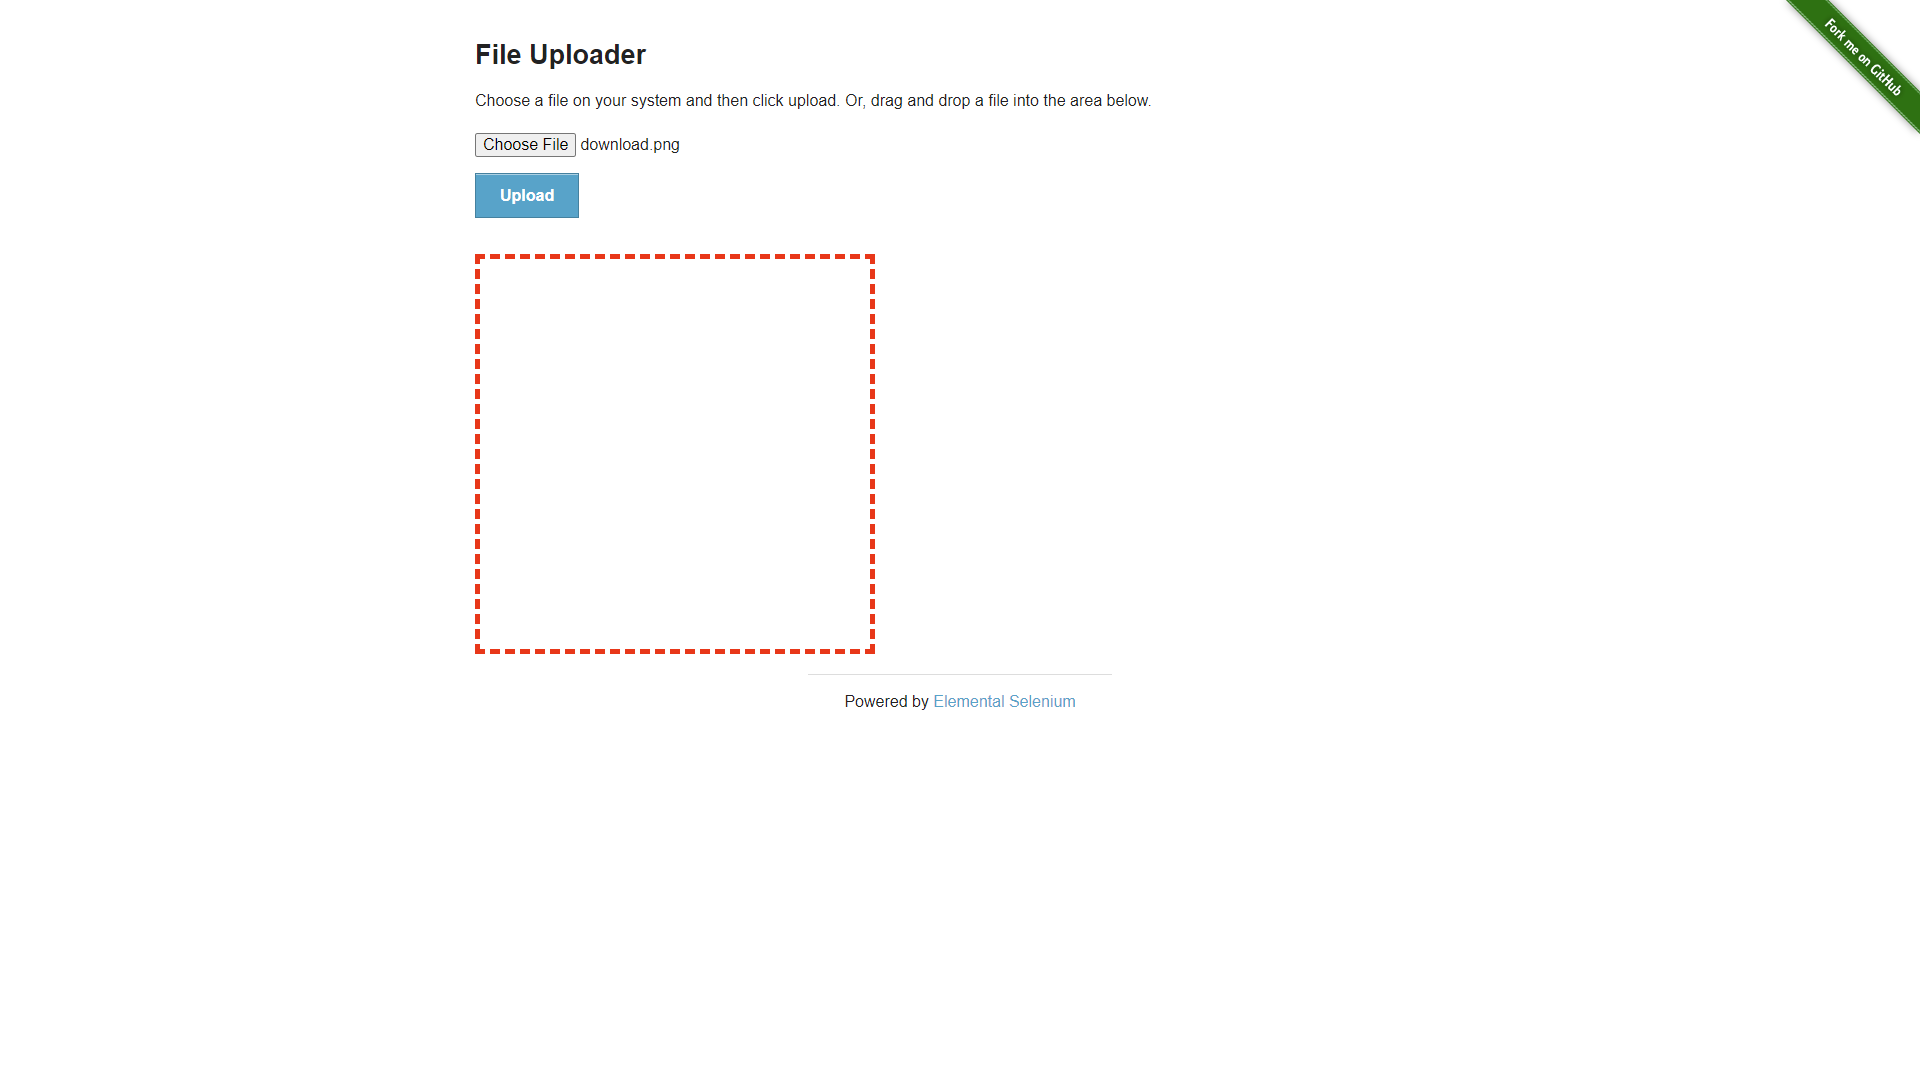 File Uploader
Fork me on GitHub
Choose a file on your system and then click upload. Or, drag and drop a file into the area below.
Choose File download.png
Upload
Powered by Elemental Selenium